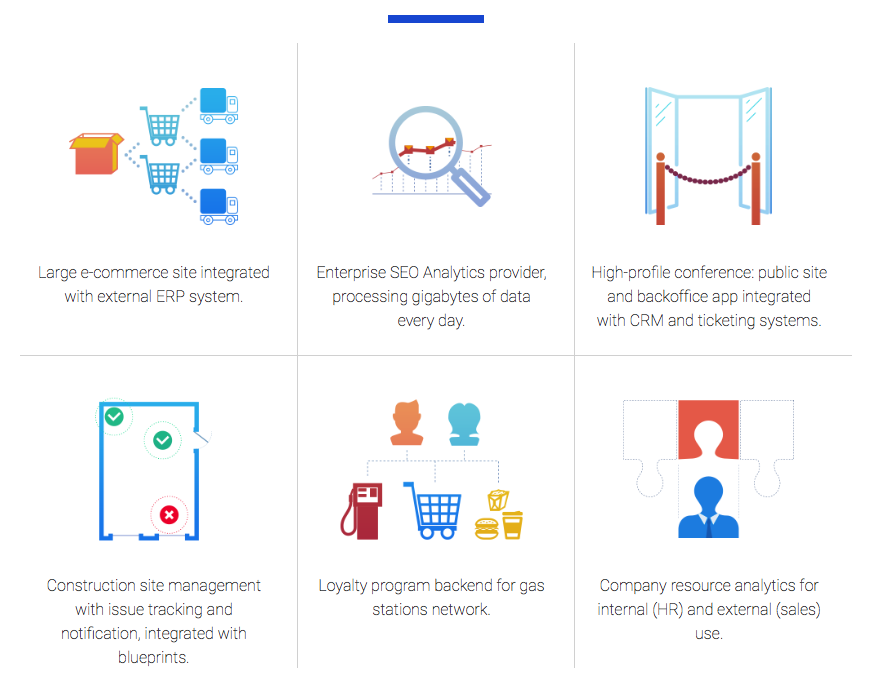 Large e-commerce site integrated
with external ERP system.
Enterprise SEO Analytics provider,
processing gigabytes of data
every day.
High-profile conference: public site
and backoffice app integrated
with CRM and ticketing systems.
Construction site management
with issue tracking and
notification, integrated with
blueprints.
Loyalty program backend for gas
stations network.
Company resource analytics for
internal (HR) and external (sales)
use.